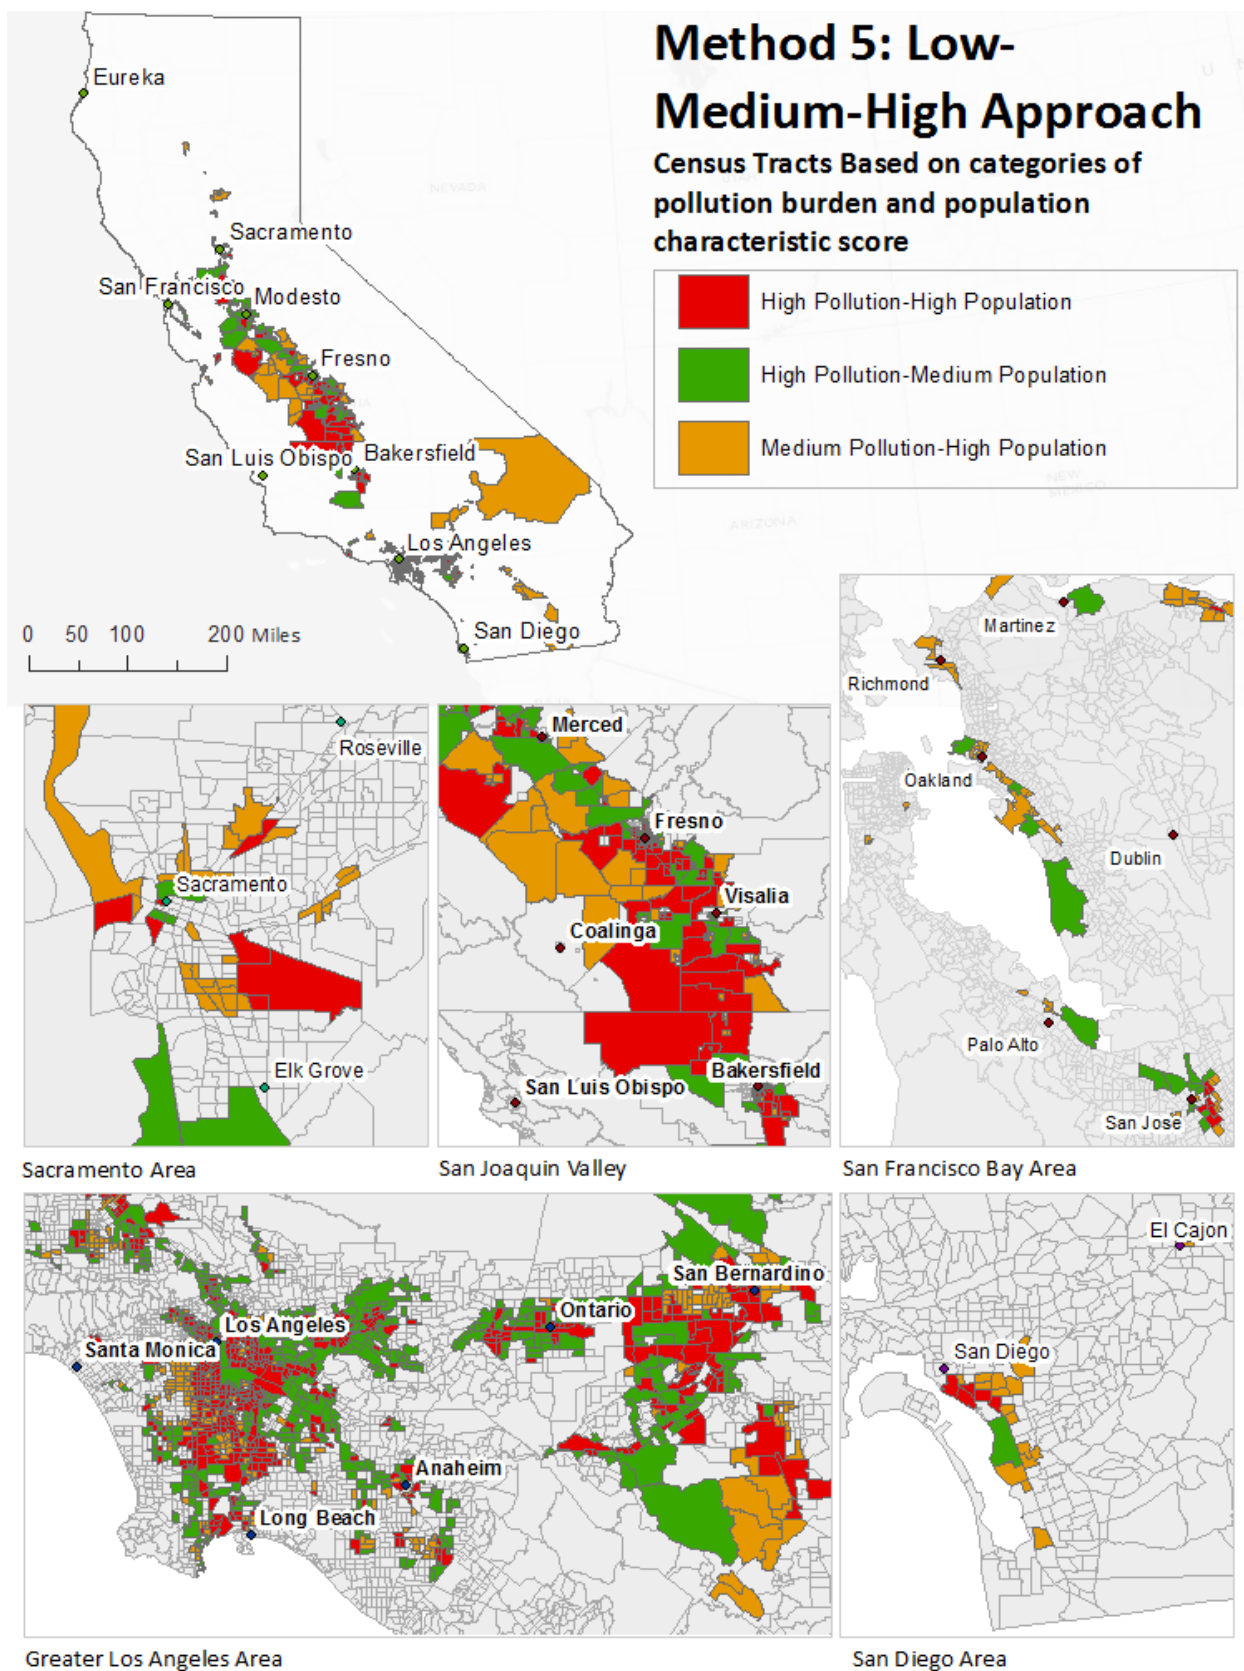 Method 5: Low-
Medium-High Approach
Census Tracts Based on categories of
pollution burden and population
characteristic score
High Pollution-High Population
High Pollution-Medium Population
Medium Pollution-High Population
Eureka
NEVADA
Sacramento
San Francisco
Modesto
Fresno
San Luis Obispo
Bakersfield
Los Angeles
San Diego
ARIZONA
NEW
MEXICO
0 50 100 200 Miles
Roseville
Sacramento
Elk Grove
Sacramento Area
Merced
Fresno
Visalia
Coalinga
San Luis Obispo
Bakersfield
San Joaquin Valley
Martinez
Richmond
Oakland
Dublin
Palo Alto
San Jose
San Francisco Bay Area
San Bernardino
Ontario
Los Angeles
Santa Monica
Anaheim
Long Beach
Greater Los Angeles Area
El Cajon
San Diego
San Diego Area